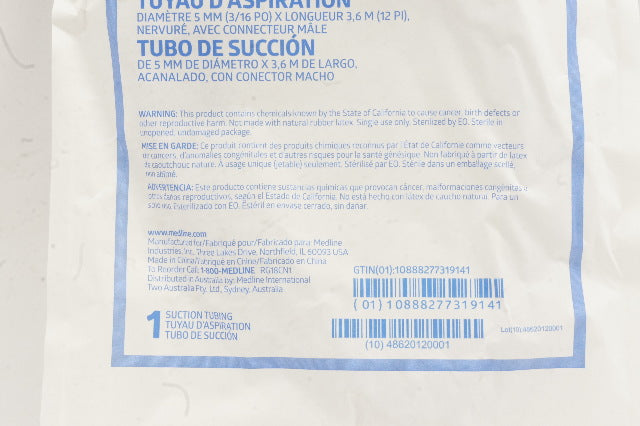 TUYAU D'ASPIRATION
DIAMÈTRE 5 MM (3/16 PO) X LONGUEUR 3,6 M (12 PI),
NERVURÉ, AVEC CONNECTEUR MÂLE
TUBO DE SUCCIÓN
DE 5 MM DE DIÁMETRO X 3,6 M DE LARGO,
ACANALADO, CON CONECTOR MACHO
WARNING: This product contains chemicals known by the State of California to cause cancer, birth defects or
other reproductive harm. Not made with natural rubber latex. Single use only. Sterilized by EO. Sterile in
unopened, undamaged package.
MISE EN GARDE: Ce produit contient des produits chimiques reconnus par l'État de Californie comme vecteurs
de cancers, d'anomalies congénitales et d'autres risques pour la santé génésique. Non fabriqué à partir de latex
de caoutchouc nature. À usage unique (jetable) seulement. Stérilisé par EO. Stérile dans un emballage scellé,
non abîmé.
ADVERTENCIA: Este producto contiene sustancias químicas que provocan cáncer, malformaciones congénitas u
otros daños reproductivos, según el Estado de California. No está hecho con latex de caucho natural. Para un
solo uso. Esterilizado con EO. Estéril en envase cerrado, sin dañar.
www.medline.com
Manufactured for/Fabriqué pour/Fabricado para: Medline
Industries, Inc. Three Lakes Drive, Northfield, IL 60093 USA
Made in China/Fabriqué en Chine/Fabricado en China
To Reorder Call: 1-800-MEDLINE RG18CN1
Distributed in Australia by: Medline International
Two Australia Pty. Ltd., Sydney, Australia
GTIN(01):10888277319141
(01) 10888277319141
1 SUCTION TUBING
TUYAU D'ASPIRATION
TUBO DE SUCCIÓN
(10) 48620120001
Lot(10):48620120001